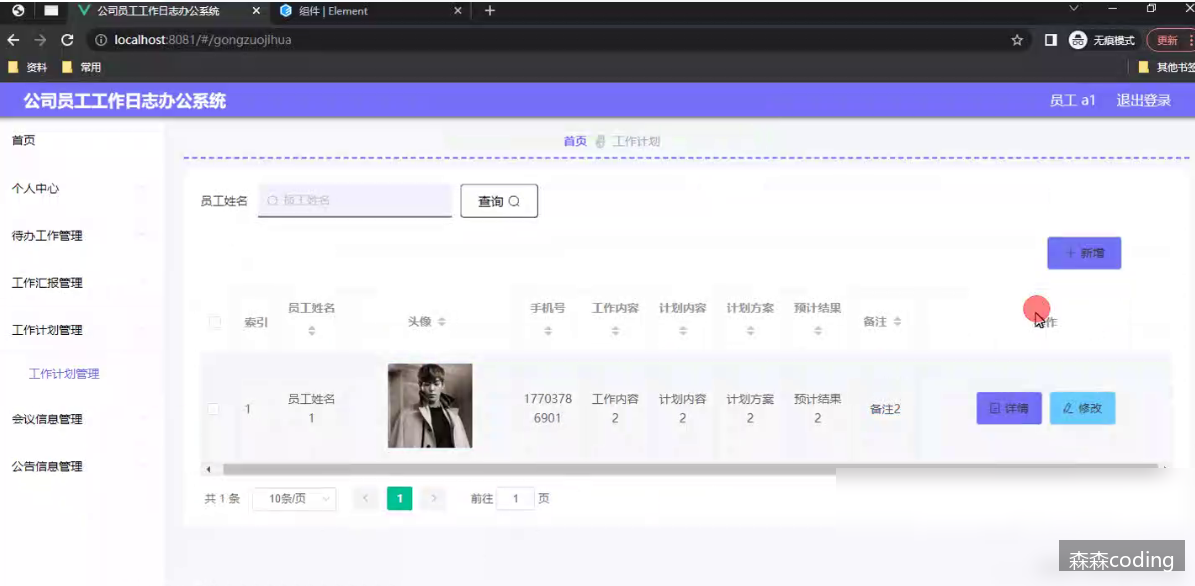 公司员工工作日志办公系统
组件 | Element
localhost:8081/#/gongzuojihua
无痕模式
更新
资料
常用
其他书签
公司员工工作日志办公系统
员工 a1
退出登录
首页
首页 工作计划
个人中心
待办工作管理
工作汇报管理
工作计划管理
工作计划管理
会议信息管理
公告信息管理
员工姓名
员工姓名
查询
+ 新增
索引
员工姓名
头像
手机号
工作内容
计划内容
计划方案
预计结果
备注
作
1
员工姓名
1
1770378
6901
工作内容
2
计划内容
2
计划方案
2
预计结果
2
备注2
详情
修改
共 1 条
10条/页
1
前往
1
页
森森coding